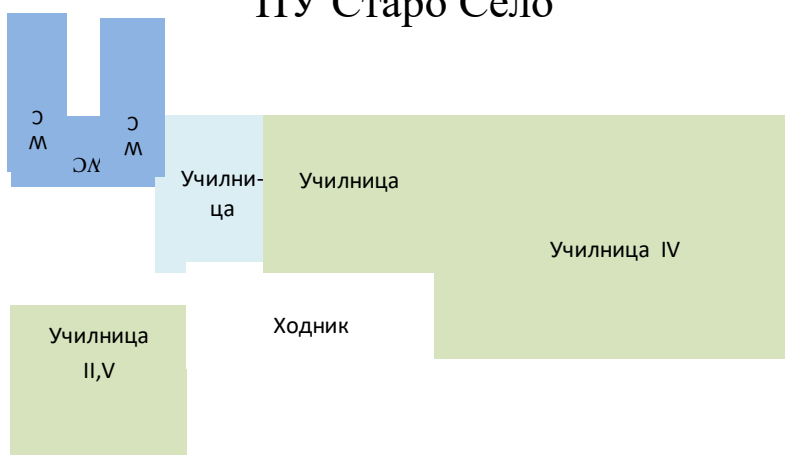 ПУ Старо Село
WC
WC
WC
Училни-
ца
Училница
Училница IV
Ходник
Училница
II,V